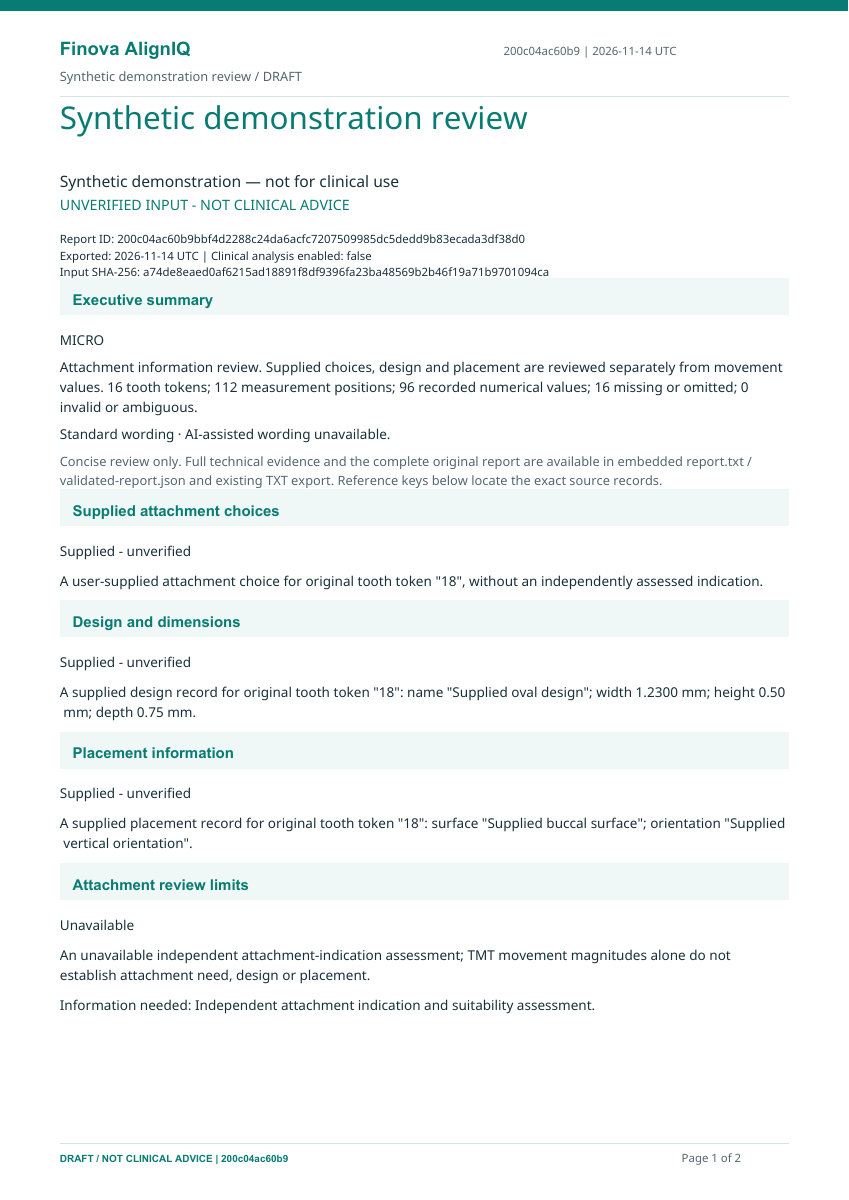 Finova AlignIQ
200c04ac60b9 | 2026-11-14 UTC
Synthetic demonstration review / DRAFT
Synthetic demonstration review
Synthetic demonstration — not for clinical use
UNVERIFIED INPUT - NOT CLINICAL ADVICE
Report ID: 200c04ac60b9bbf4d2288c24da6acfc7207509985dc5dedd9b83ecada3df38d0
Exported: 2026-11-14 UTC | Clinical analysis enabled: false
Input SHA-256: a74de8eaed0af6215ad18891f8df9396fa23ba48569b2b46f19a71b9701094ca
Executive summary
MICRO
Attachment information review. Supplied choices, design and placement are reviewed separately from movement
values. 16 tooth tokens; 112 measurement positions; 96 recorded numerical values; 16 missing or omitted; 0
invalid or ambiguous.
Standard wording · AI-assisted wording unavailable.
Concise review only. Full technical evidence and the complete original report are available in embedded report.txt /
validated-report.json and existing TXT export. Reference keys below locate the exact source records.
Supplied attachment choices
Supplied - unverified
A user-supplied attachment choice for original tooth token "18", without an independently assessed indication.
Design and dimensions
Supplied - unverified
A supplied design record for original tooth token "18": name "Supplied oval design"; width 1.2300 mm; height 0.50
mm; depth 0.75 mm.
Placement information
Supplied - unverified
A supplied placement record for original tooth token "18": surface "Supplied buccal surface"; orientation "Supplied
vertical orientation".
Attachment review limits
Unavailable
An unavailable independent attachment-indication assessment; TMT movement magnitudes alone do not
establish attachment need, design or placement.
Information needed: Independent attachment indication and suitability assessment.
DRAFT / NOT CLINICAL ADVICE | 200c04ac60b9
Page 1 of 2